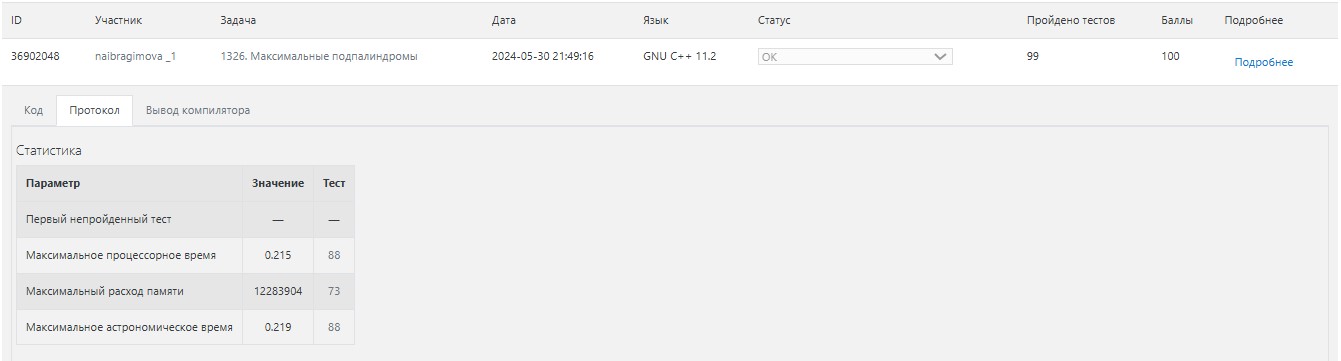 ID Участник Задача Дата Язык Статус Пройдено тестов Баллы Подробнее
36902048 naibragimova _1 1326. Максимальные подпалиндромы 2024-05-30 21:49:16 GNU C++ 11.2 OK 99 100 Подробнее
Код Протокол Вывод компилятора
Статистика
Параметр Значение Тест
Первый непройденный тест — —
Максимальное процессорное время 0.215 88
Максимальный расход памяти 12283904 73
Максимальное астрономическое время 0.219 88